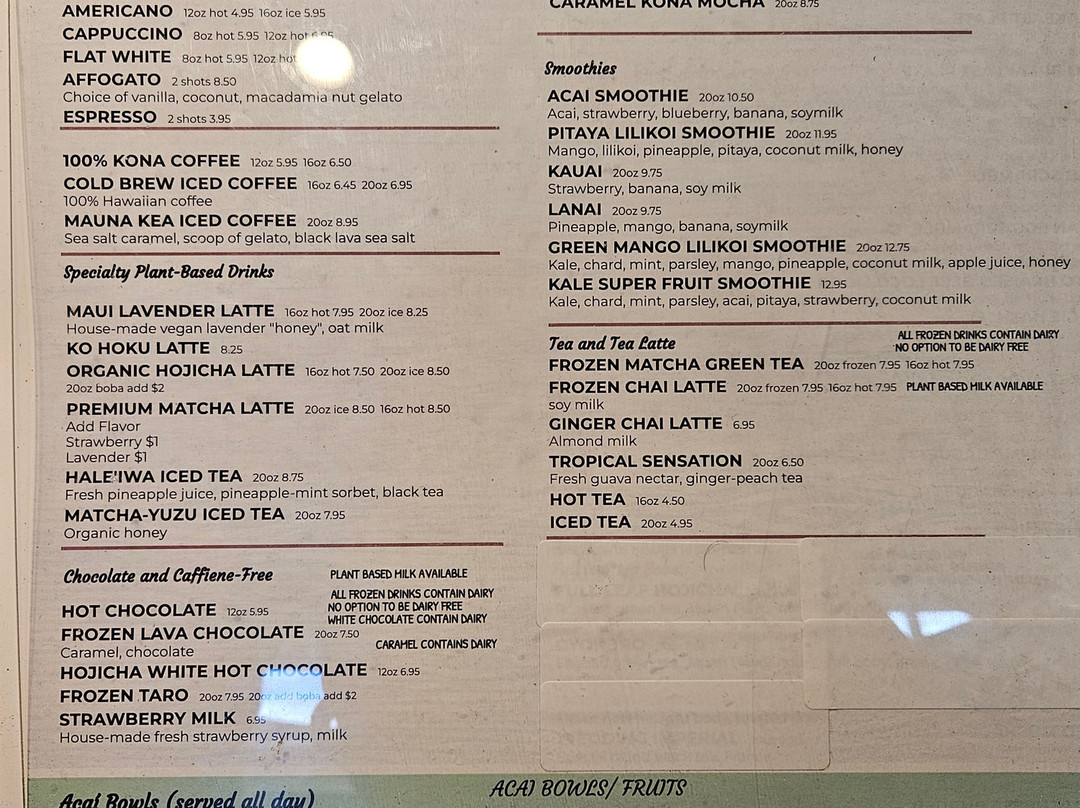 AMERICANO 12oz hot 4.95 16oz ice 5.95
CAPPUCCINO 8oz hot 5.95 12oz hot 6.95
FLAT WHITE 8oz hot 5.95 12oz hot
AFFOGATO 2 shots 8.50
Choice of vanilla, coconut, macadamia nut gelato
ESPRESSO 2 shots 3.95
100% KONA COFFEE 12oz 5.95 16oz 6.50
COLD BREW ICED COFFEE 16oz 6.45 20oz 6.95
100% Hawaiian coffee
MAUNA KEA ICED COFFEE 20oz 8.95
Sea salt caramel, scoop of gelato, black lava sea salt
Specialty Plant-Based Drinks
MAUI LAVENDER LATTE 16oz hot 7.95 20oz ice 8.25
House-made vegan lavender "honey", oat milk
KO HOKU LATTE 8.25
ORGANIC HOJICHA LATTE 16oz hot 7.50 20oz ice 8.50
20oz boba add $2
PREMIUM MATCHA LATTE 20oz ice 8.50 16oz hot 8.50
Add Flavor
Strawberry $1
Lavender $1
HALE'IWA ICED TEA 20oz 8.75
Fresh pineapple juice, pineapple-mint sorbet, black tea
MATCHA-YUZU ICED TEA 20oz 7.95
Organic honey
Chocolate and Caffiene-Free
PLANT BASED MILK AVAILABLE
ALL FROZEN DRINKS CONTAIN DAIRY
NO OPTION TO BE DAIRY FREE
WHITE CHOCOLATE CONTAIN DAIRY
HOT CHOCOLATE 12oz 5.95
FROZEN LAVA CHOCOLATE 20oz 7.50
Caramel, chocolate
CARAMEL CONTAINS DAIRY
HOJICHA WHITE HOT CHOCOLATE 12oz 6.95
FROZEN TARO 20oz 7.95 20oz add boba add $2
STRAWBERRY MILK 6.95
House-made fresh strawberry syrup, milk
CARAMEL KONA MOCHA 20oz 8.75
Smoothies
ACAI SMOOTHIE 20oz 10.50
Acai, strawberry, blueberry, banana, soymilk
PITAYA LILIKOI SMOOTHIE 20oz 11.95
Mango, lilikoi, pineapple, pitaya, coconut milk, honey
KAUAI 20oz 9.75
Strawberry, banana, soy milk
LANAI 20oz 9.75
Pineapple, mango, banana, soymilk
GREEN MANGO LILIKOI SMOOTHIE 20oz 12.75
Kale, chard, mint, parsley, mango, pineapple, coconut milk, apple juice, honey
KALE SUPER FRUIT SMOOTHIE 12.95
Kale, chard, mint, parsley, acai, pitaya, strawberry, coconut milk
Tea and Tea Latte
ALL FROZEN DRINKS CONTAIN DAIRY
NO OPTION TO BE DAIRY FREE
FROZEN MATCHA GREEN TEA 20oz frozen 7.95 16oz hot 7.95
FROZEN CHAI LATTE 20oz frozen 7.95 16oz hot 7.95 PLANT BASED MILK AVAILABLE
soy milk
GINGER CHAI LATTE 6.95
Almond milk
TROPICAL SENSATION 20oz 6.50
Fresh guava nectar, ginger-peach tea
HOT TEA 16oz 4.50
ICED TEA 20oz 4.95
ACAI BOWLS/ FRUITS
Acaí Bowls (served all day)